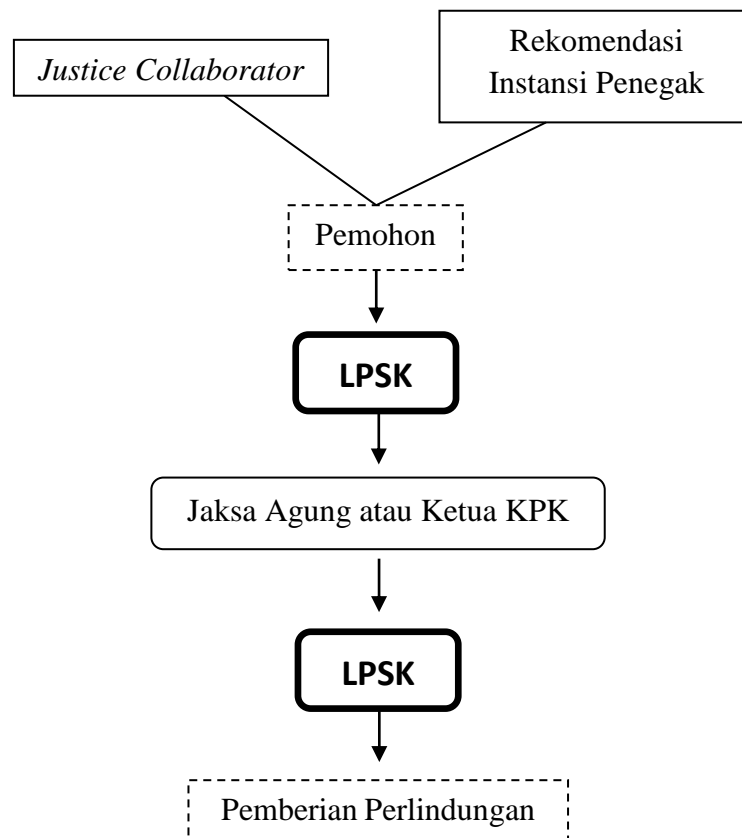 Justice Collaborator
Rekomendasi
Instansi Penegak
Pemohon
LPSK
Jaksa Agung atau Ketua KPK
LPSK
Pemberian Perlindungan